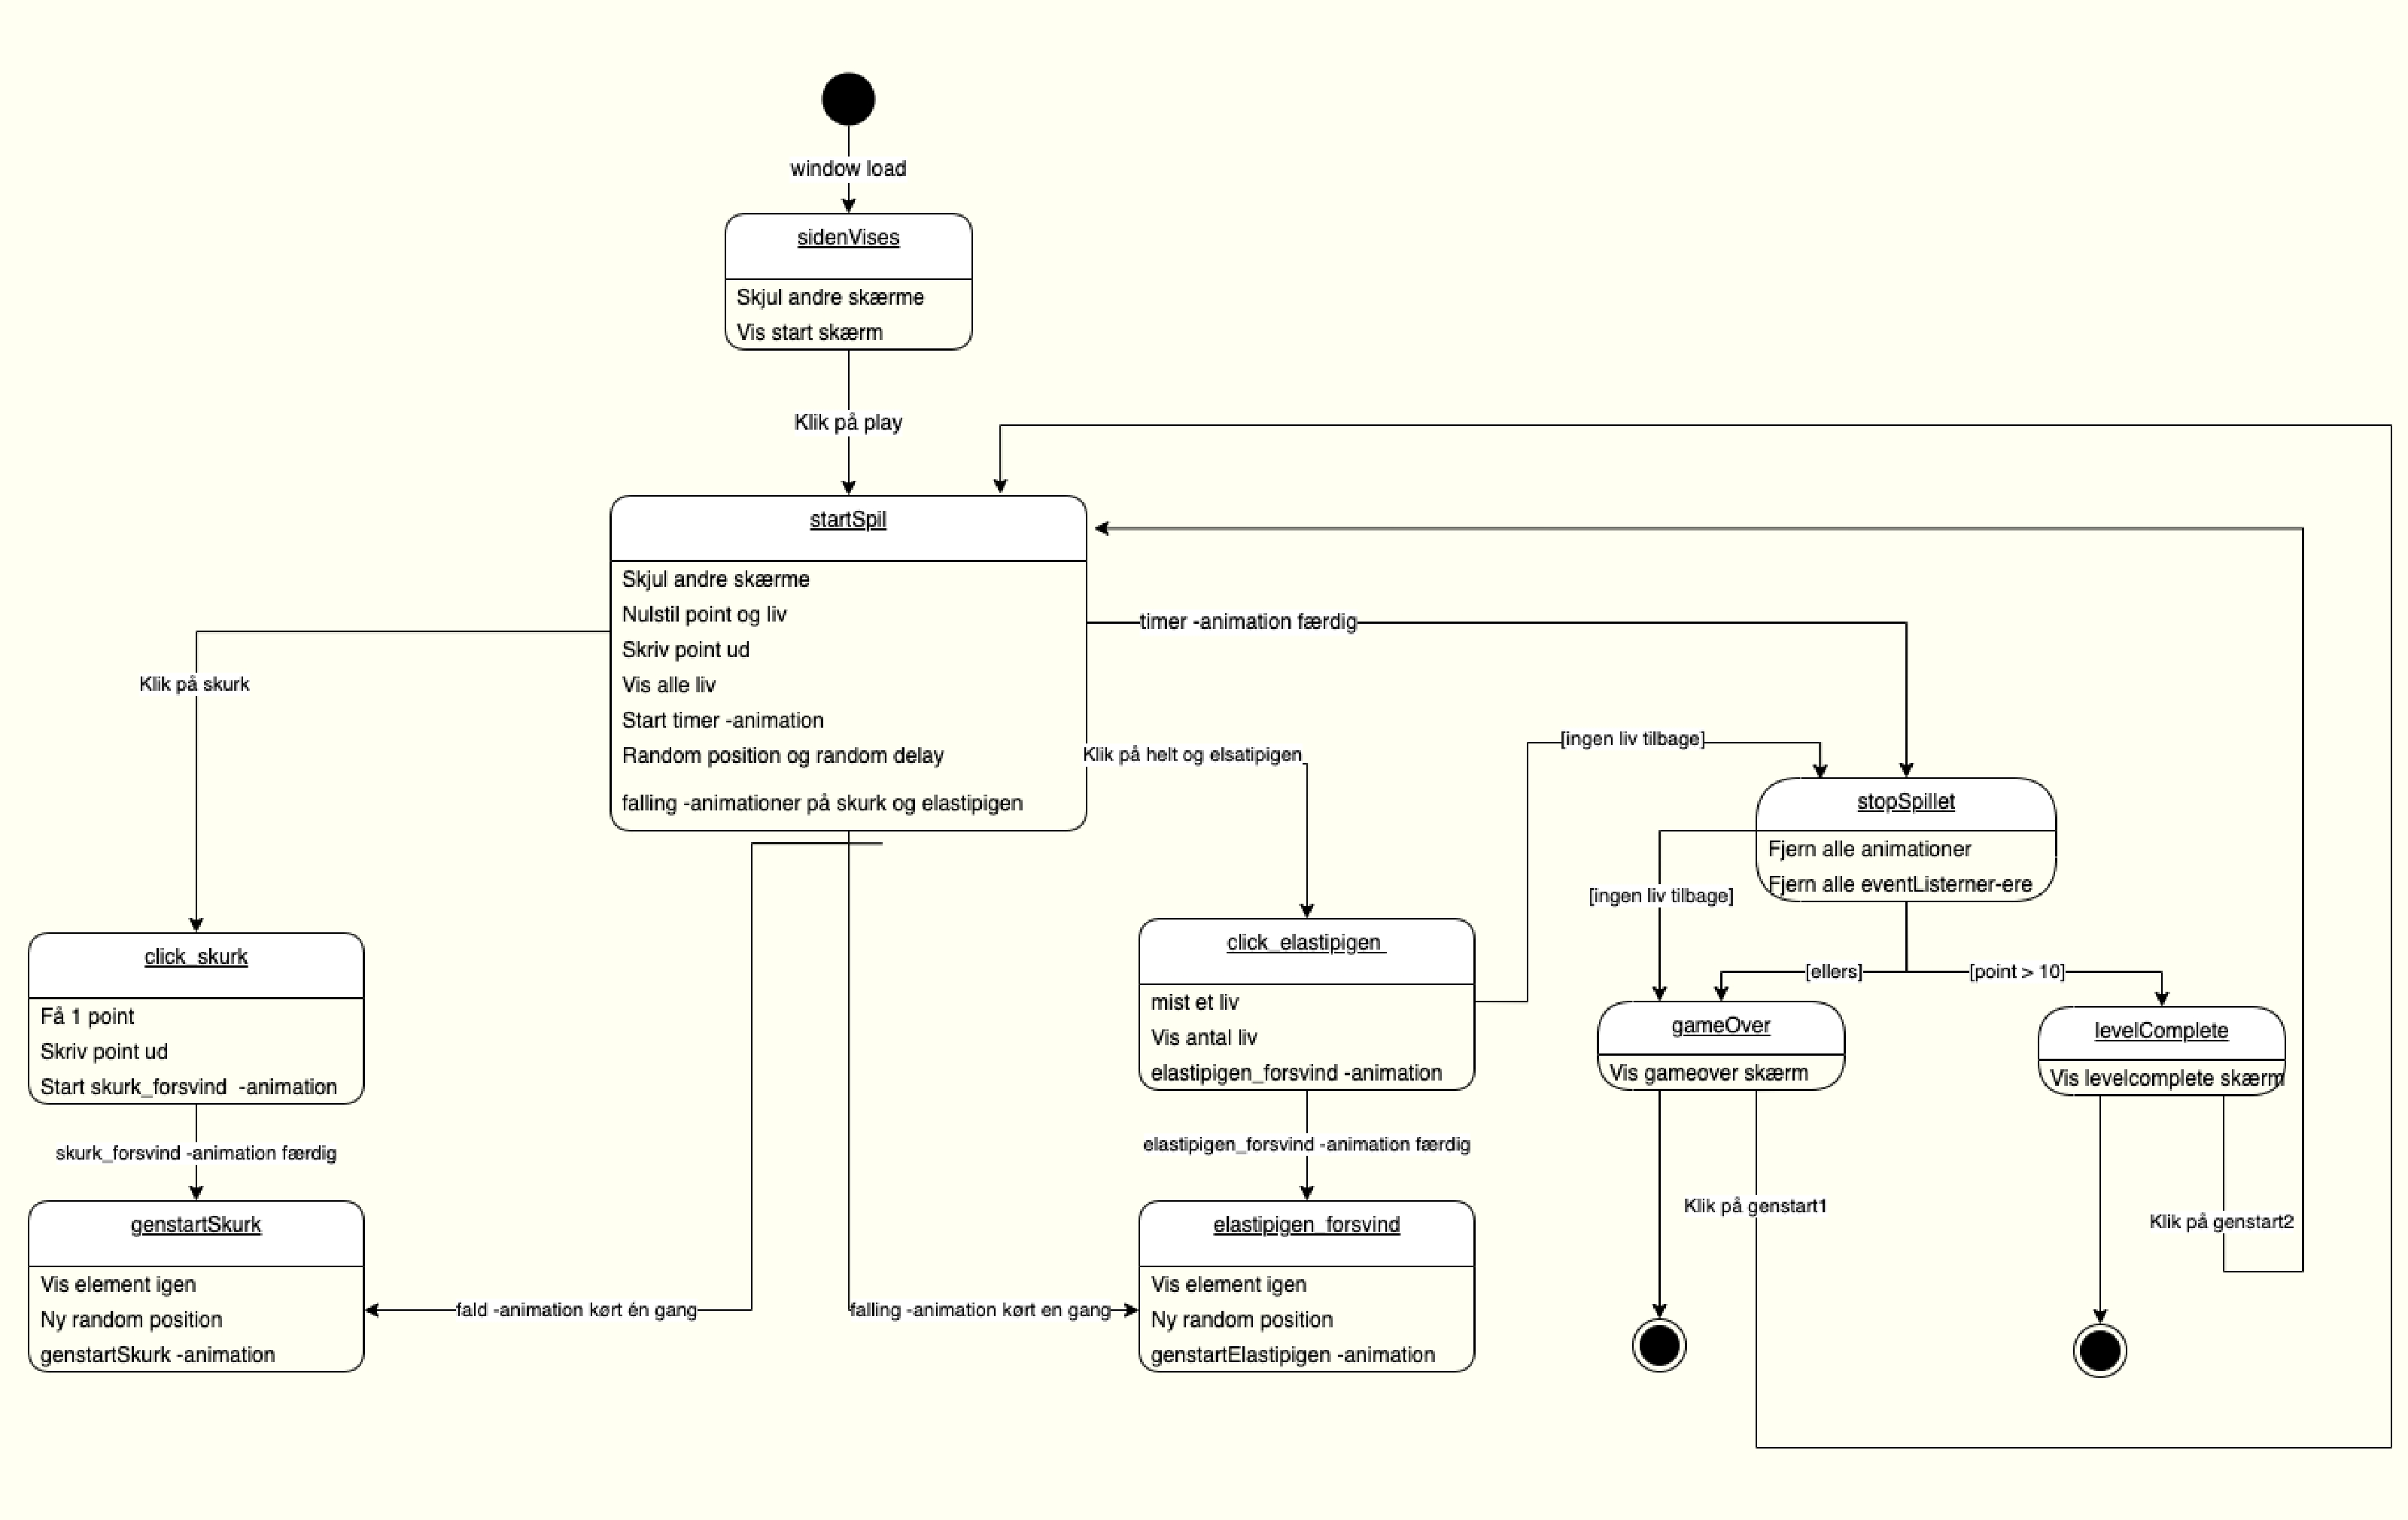 window load
sidenVises
Skjul andre skærme
Vis start skærm
Klik på play
startSpil
Skjul andre skærme
Nulstil point og liv
Skriv point ud
Vis alle liv
Start timer -animation
Random position og random delay
falling -animationer på skurk og elastipigen
timer -animation færdig
Klik på skurk
Klik på helt og elsatipigen
[ingen liv tilbage]
stopSpillet
Fjern alle animationer
Fjern alle eventListerner-ere
[ingen liv tilbage]
[ellers]
[point > 10]
click_skurk
Få 1 point
Skriv point ud
Start skurk_forsvind -animation
click_elastipigen
mist et liv
Vis antal liv
elastipigen_forsvind -animation
gameOver
Vis gameover skærm
levelComplete
Vis levelcomplete skærm
skurk_forsvind -animation færdig
elastipigen_forsvind -animation færdig
Klik på genstart1
Klik på genstart2
genstartSkurk
Vis element igen
Ny random position
genstartSkurk -animation
fald -animation kørt én gang
falling -animation kørt en gang
elastipigen_forsvind
Vis element igen
Ny random position
genstartElastipigen -animation